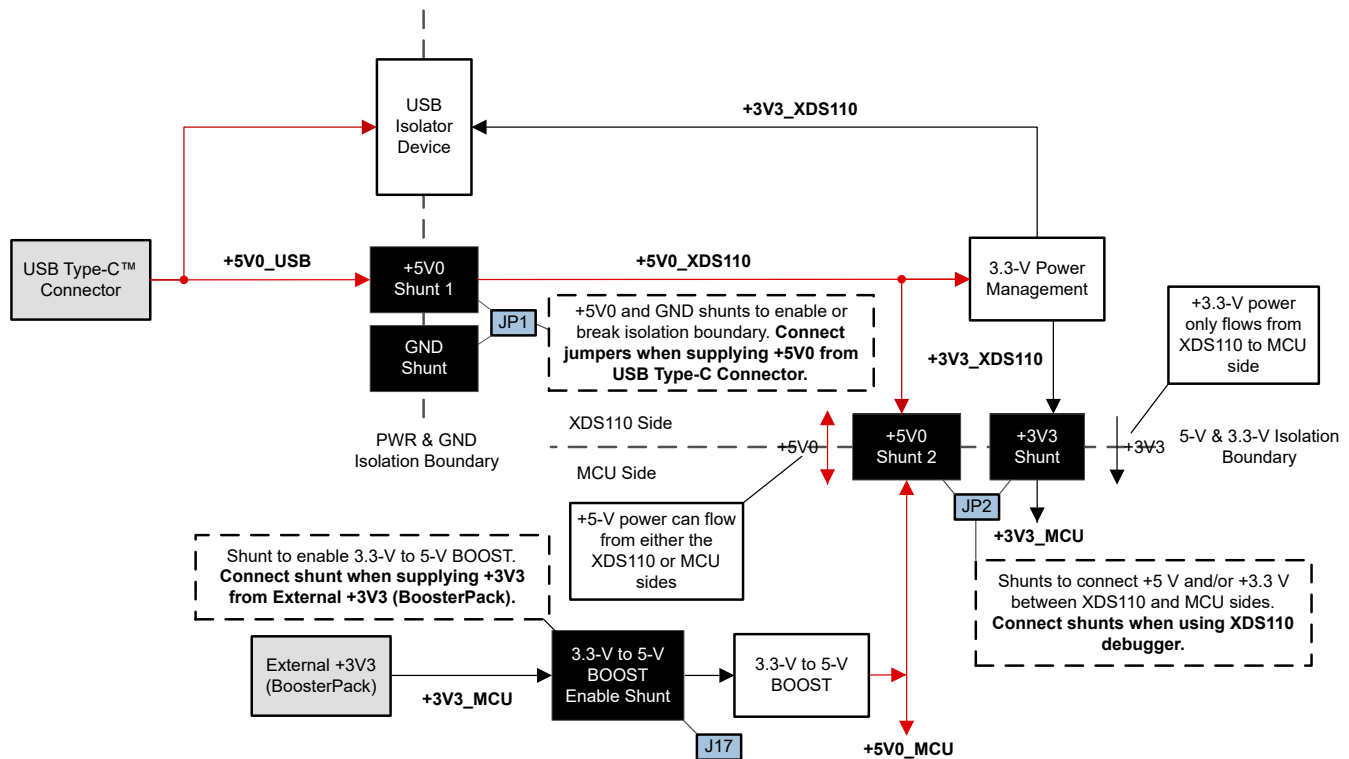 USB
Isolator
Device
+3V3_XDS110
USB Type-C™
Connector
+5V0_USB
+5V0
Shunt 1
+5V0_XDS110
3.3-V Power
Management
JP1
GND
Shunt
+5V0 and GND shunts to enable or
break isolation boundary. Connect
jumpers when supplying +5V0 from
USB Type-C Connector.
+3V3_XDS110
+3.3-V power
only flows from
XDS110 to MCU
side
PWR & GND
Isolation Boundary
XDS110 Side
MCU Side
+5V0
+5V0
Shunt 2
+3V3
Shunt
+3V3
5-V & 3.3-V Isolation
Boundary
JP2
+3V3_MCU
+5-V power can flow
from either the
XDS110 or MCU
sides
Shunt to enable 3.3-V to 5-V BOOST.
Connect shunt when supplying +3V3
from External +3V3 (BoosterPack).
Shunts to connect +5 V and/or +3.3 V
between XDS110 and MCU sides.
Connect shunts when using XDS110
debugger.
External +3V3
(BoosterPack)
+3V3_MCU
3.3-V to 5-V
BOOST
Enable Shunt
3.3-V to 5-V
BOOST
J17
+5V0_MCU